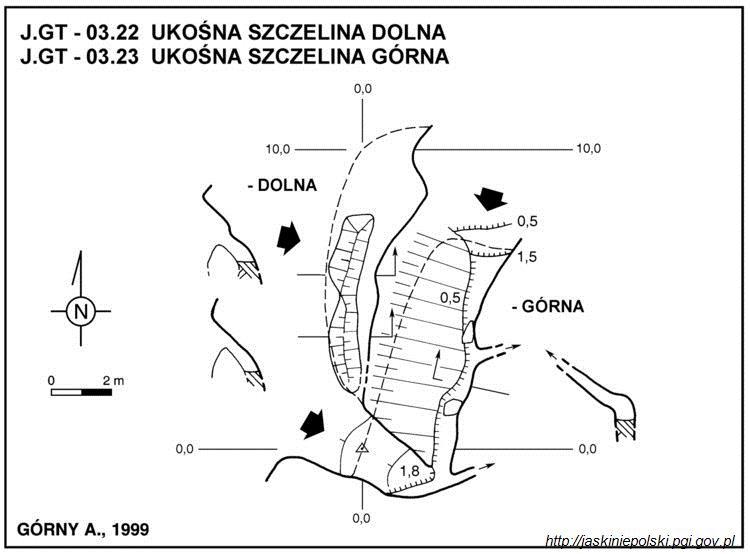 J.GT - 03.22 UKOŚNA SZCZELINA DOLNA
J.GT - 03.23 UKOŚNA SZCZELINA GÓRNA
0,0
10,0
10,0
- DOLNA
0,5
1,5
0,5
- GÓRNA
N
0 2 m
0,0
0,0
1,8
0,0
GÓRNY A., 1999
http://jaskiniepolski.pgi.gov.pl